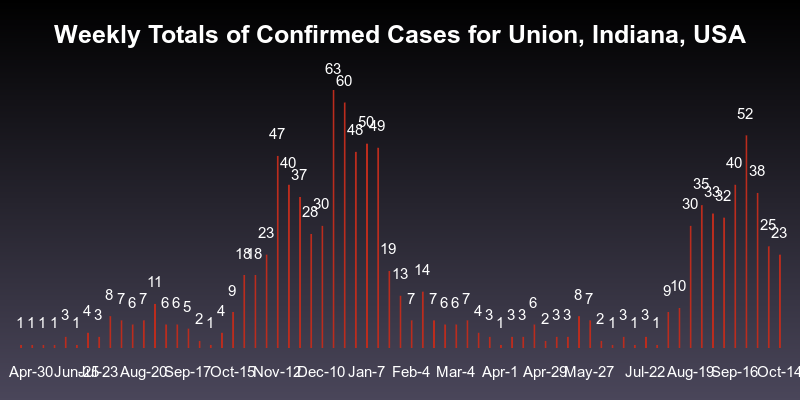 Weekly Totals of Confirmed Cases for Union, Indiana, USA
1 1 1 1 3 1 4 3 8 7 6 7 11 6 6 5 2 1 4 9 18 18 23 47 40 37 28 30 63 60 48 50 49 19 13 7 14 7 6 6 7 4 3 1 3 3 6 2 3 3 8 7 2 1 3 1 3 1 9 10 30 35 33 32 40 52 38 25 23
Apr-30 Jun-25 Jul-23 Aug-20 Sep-17 Oct-15 Nov-12 Dec-10 Jan-7 Feb-4 Mar-4 Apr-1 Apr-29 May-27 Jul-22 Aug-19 Sep-16 Oct-14